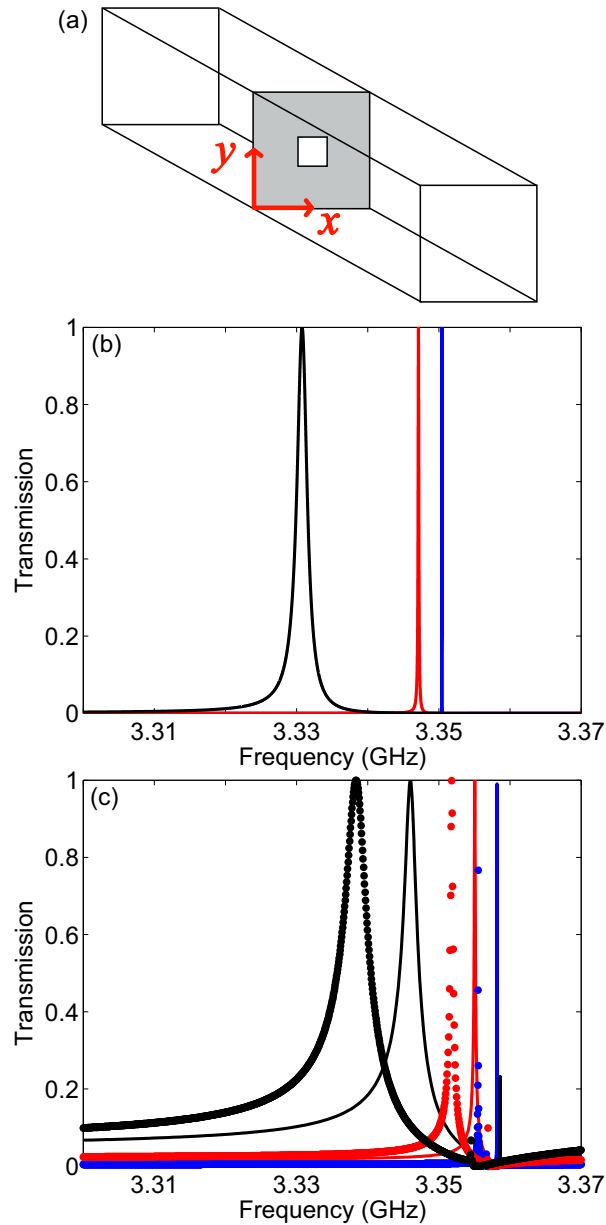 (a)
y
x
(b)
1
0.8
0.6
0.4
0.2
0
Transmission
3.31 3.33 3.35 3.37
Frequency (GHz)
(c)
1
0.8
0.6
0.4
0.2
0
Transmission
3.31 3.33 3.35 3.37
Frequency (GHz)